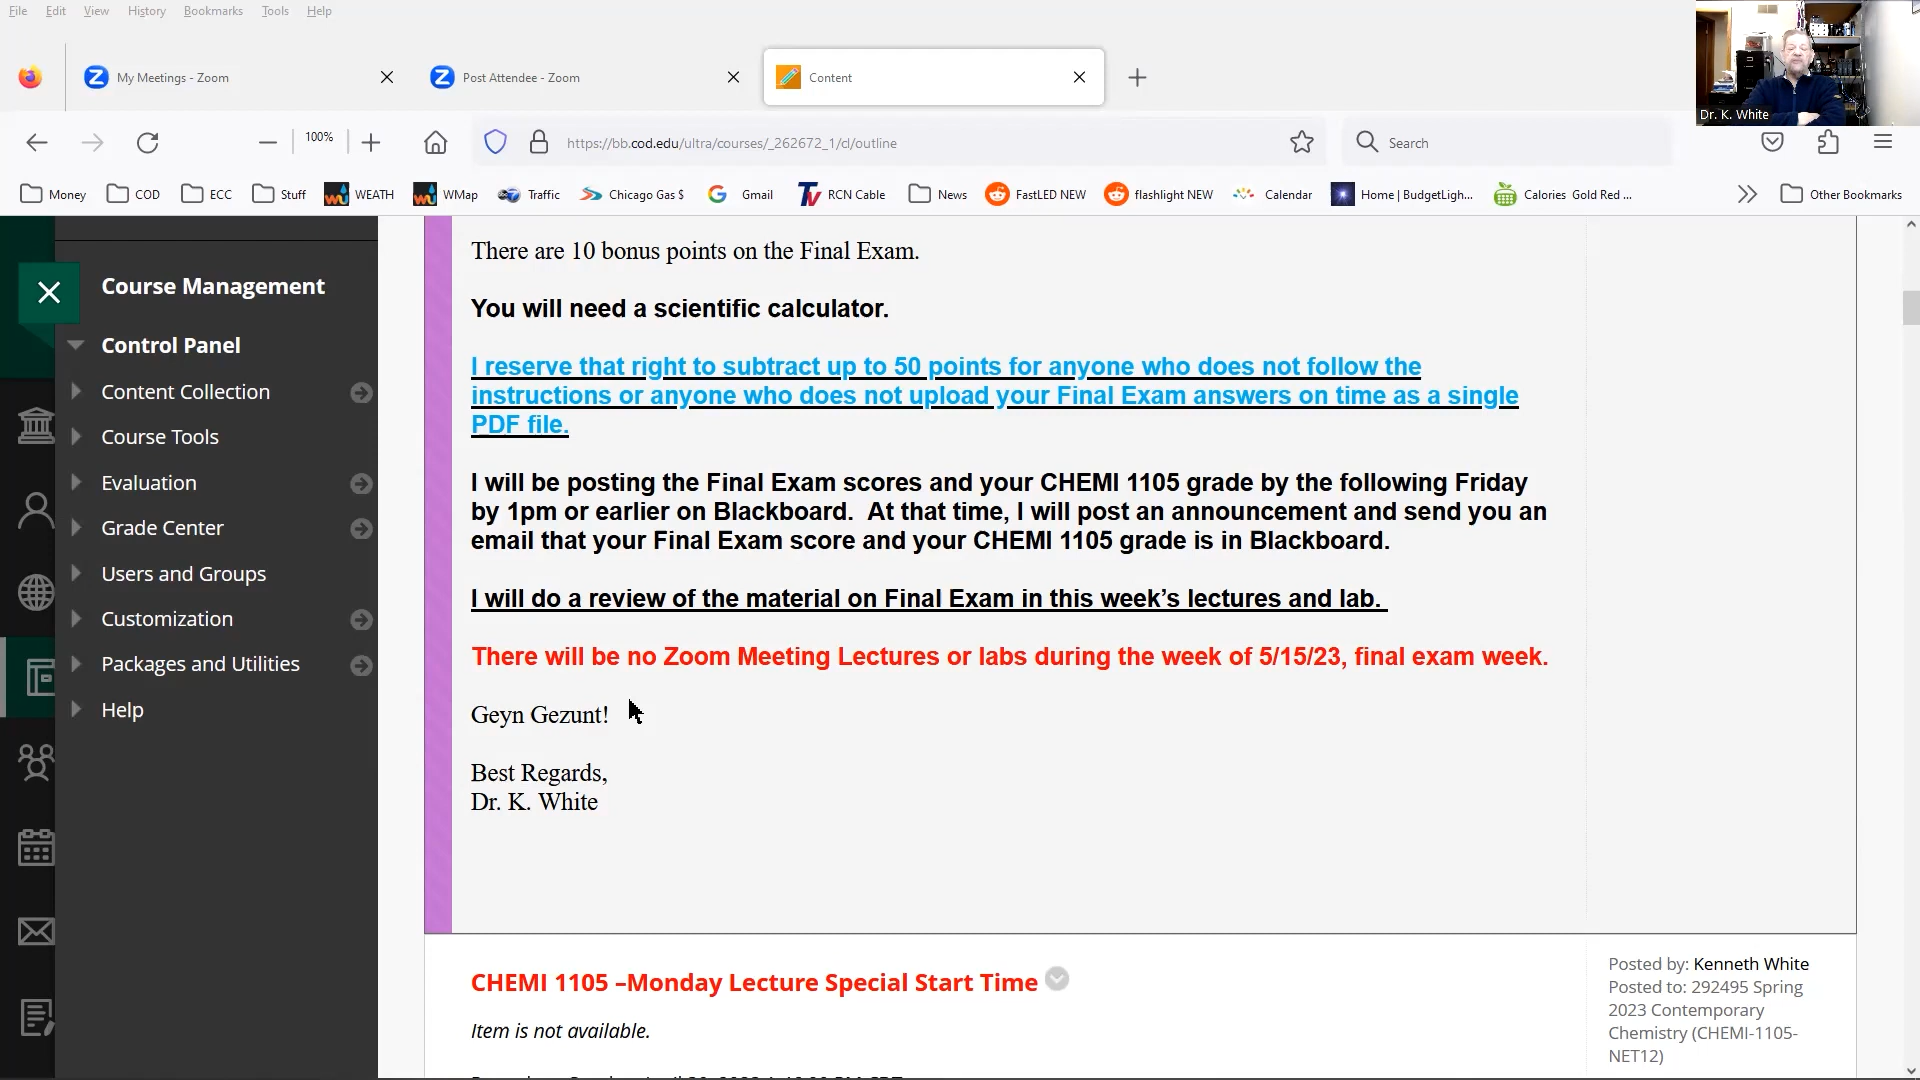 File Edit View History Bookmarks Tools Help
My Meetings - Zoom
Post Attendee - Zoom
Content
Dr. K. White
100%
https://bb.cod.edu/ultra/courses/_262672_1/cl/outline
Search
Money COD ECC Stuff WEATH WMap Traffic Chicago Gas $ Gmail RCN Cable News FastLED NEW flashlight NEW Calendar Home | BudgetLigh... Calories Gold Red ... Other Bookmarks
Course Management
Control Panel
Content Collection
Course Tools
Evaluation
Grade Center
Users and Groups
Customization
Packages and Utilities
Help
There are 10 bonus points on the Final Exam.
You will need a scientific calculator.
I reserve that right to subtract up to 50 points for anyone who does not follow the
instructions or anyone who does not upload your Final Exam answers on time as a single
PDF file.
I will be posting the Final Exam scores and your CHEMI 1105 grade by the following Friday
by 1pm or earlier on Blackboard.  At that time, I will post an announcement and send you an
email that your Final Exam score and your CHEMI 1105 grade is in Blackboard.
I will do a review of the material on Final Exam in this week’s lectures and lab.
There will be no Zoom Meeting Lectures or labs during the week of 5/15/23, final exam week.
Geyn Gezunt!
Best Regards,
Dr. K. White
CHEMI 1105 –Monday Lecture Special Start Time
Item is not available.
Posted by: Kenneth White
Posted to: 292495 Spring
2023 Contemporary
Chemistry (CHEMI-1105-
NET12)